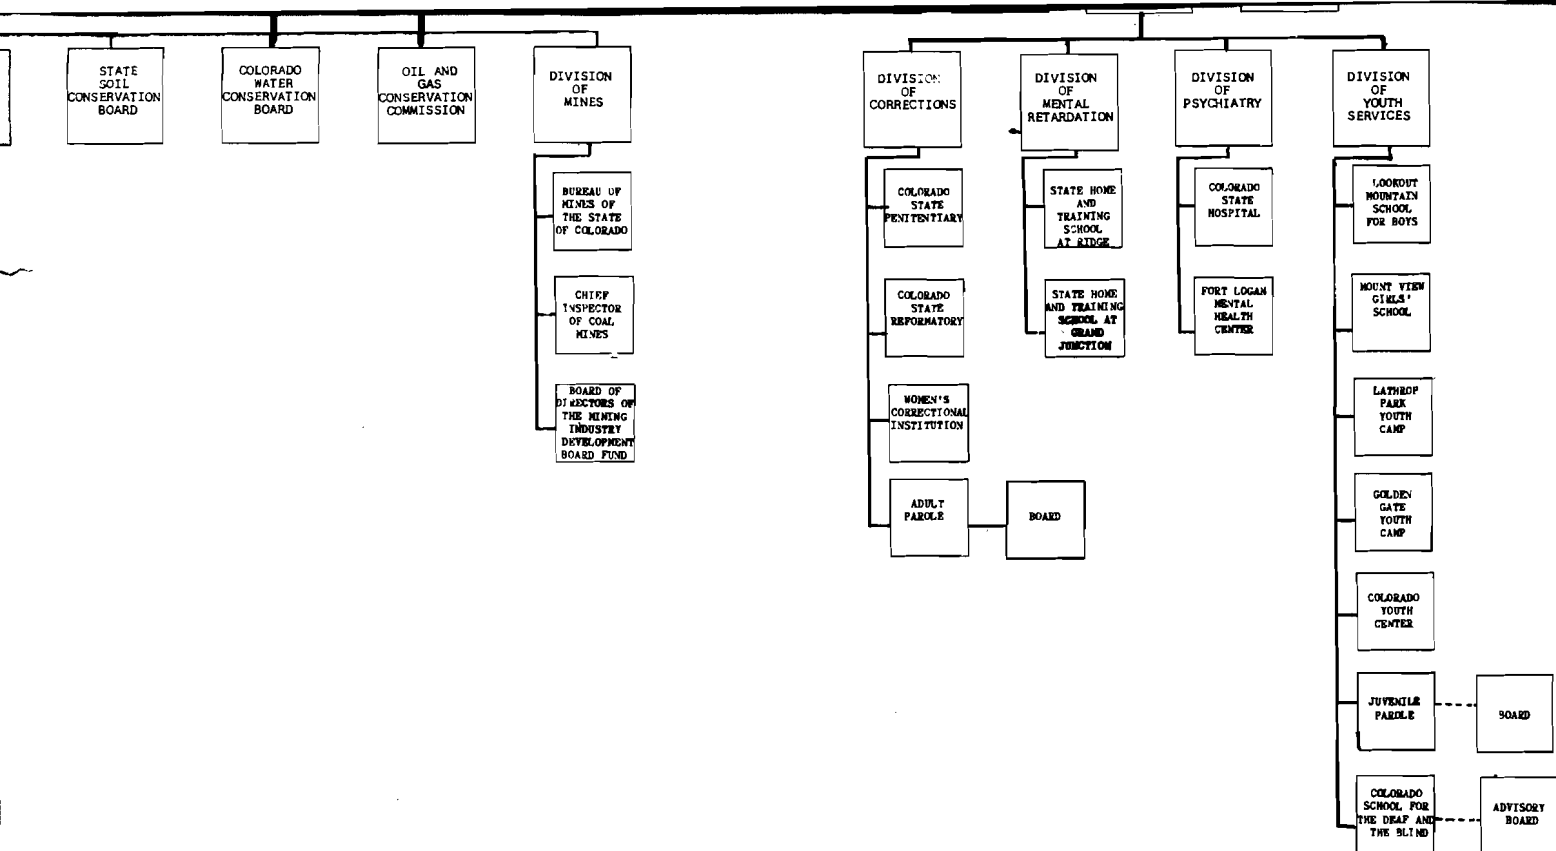 STATE
SOIL
CONSERVATION
BOARD
COLORADO
WATER
CONSERVATION
BOARD
OIL AND
GAS
CONSERVATION
COMMISSION
DIVISION
OF
MINES
BUREAU OF
MINES OF
THE STATE
OF COLORADO
CHIEF
INSPECTOR
OF COAL
MINES
BOARD OF
DIRECTORS OF
THE MINING
INDUSTRY
DEVELOPMENT
BOARD FUND
DIVISION
OF
CORRECTIONS
COLORADO
STATE
PENITENTIARY
COLORADO
STATE
REFORMATORY
WOMEN'S
CORRECTIONAL
INSTITUTION
ADULT
PAROLE
BOARD
DIVISION
OF
MENTAL
RETARDATION
STATE HOME
AND
TRAINING
SCHOOL
AT RIDGE
STATE HOME
AND TRAINING
SCHOOL AT
GRAND
JUNCTION
DIVISION
OF
PSYCHIATRY
COLORADO
STATE
HOSPITAL
FORT LOGAN
MENTAL
HEALTH
CENTER
DIVISION
OF
YOUTH
SERVICES
LOOKOUT
MOUNTAIN
SCHOOL
FOR BOYS
MOUNT VIEW
GIRLS'
SCHOOL
LATHROP
PARK
YOUTH
CAMP
GOLDEN
GATE
YOUTH
CAMP
COLORADO
YOUTH
CENTER
JUVENILE
PAROLE
BOARD
COLORADO
SCHOOL FOR
THE DEAF AND
THE BLIND
ADVISORY
BOARD